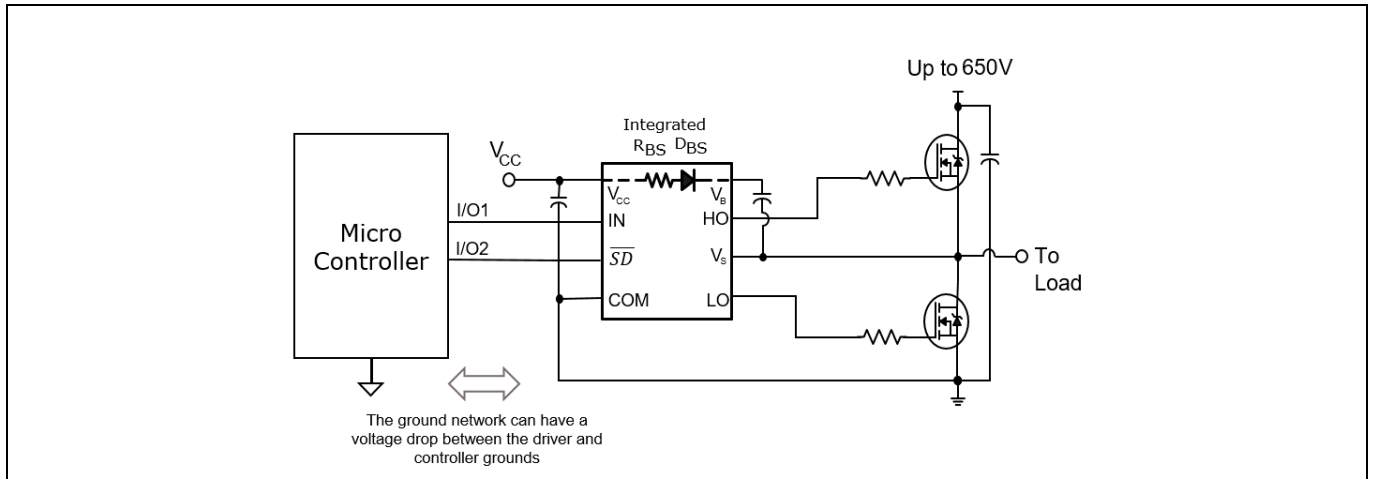 Up to 650V
Integrated
RBS DBS
VCC
VCC
VB
I/O1
IN
HO
Micro
Controller
I/O2
SD
VS
To
Load
COM
LO
The ground network can have a
voltage drop between the driver and
controller grounds